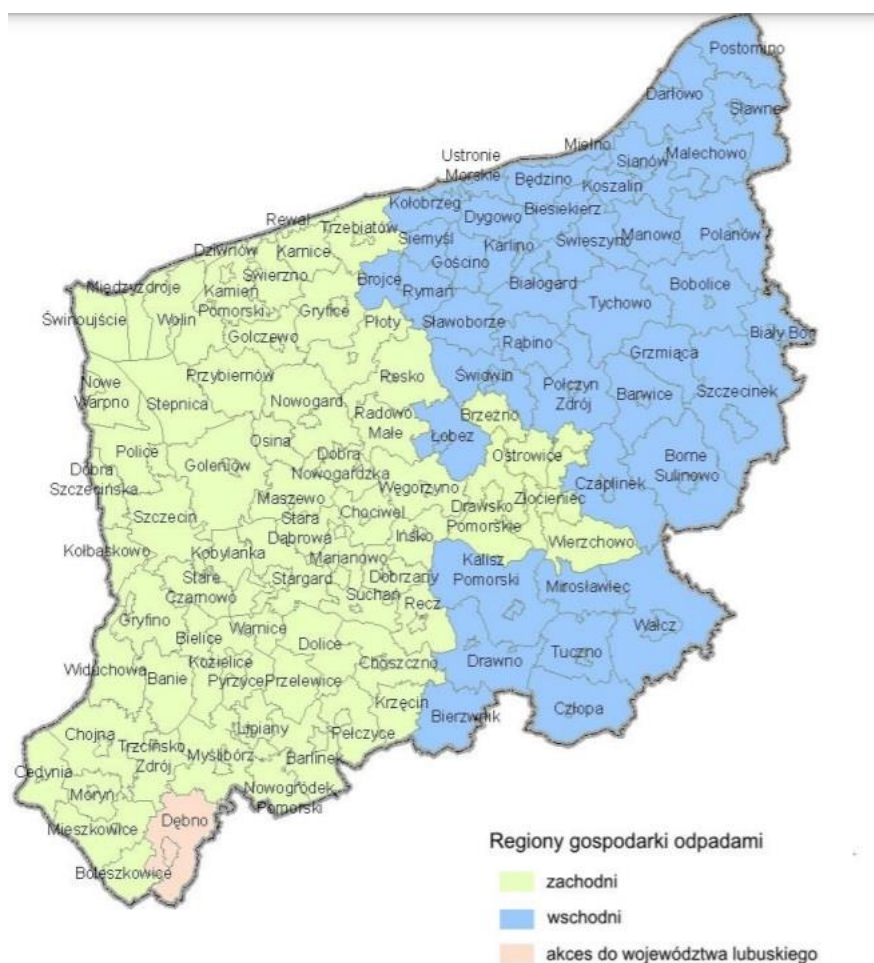 Postomino
Darłowo
Sławno
Mielno
Ustronie
Morskie
Sianów
Malechowo
Będzino
Koszalin
Kołobrzeg
Dygowo
Biesiekierz
Rewal
Trzebiatów
Siemyśl
Karlino
Świeszyno
Manowo
Polanów
Dziwnów
Karnice
Gościno
Świerzno
Brojce
Rymań
Białogard
Bobolice
Międzyzdroje
Kamień
Pomorski
Gryfice
Tychowo
Świnoujście
Wolin
Płoty
Sławoborze
Golczewo
Rąbino
Grzmiąca
Biały Bór
Nowe
Warpno
Przybiernów
Resko
Świdwin
Połczyn
Zdrój
Barwice
Szczecinek
Stepnica
Nowogard
Radowo
Małe
Brzeżno
Łobez
Osina
Police
Goleniów
Dobra
Nowogardzka
Ostrowice
Borne
Sulinowo
Dobra
Szczecińska
Węgorzyno
Czaplinek
Maszewo
Złocieniec
Szczecin
Stara
Dąbrowa
Chociwel
Drawsko
Pomorskie
Kołbaskowo
Kobylanka
Ińsko
Wierzchowo
Marianowo
Kalisz
Pomorski
Stare
Czarnowo
Stargard
Dobrzany
Suchań
Mirosławiec
Recz
Gryfino
Bielice
Warnice
Dolice
Wałcz
Widuchowa
Kozielice
Choszczno
Drawno
Tuczno
Banie
Pyrzyce
Przelewice
Krzęcin
Bierzwnik
Człopa
Chojna
Lipiany
Pełczyce
Trzcińsko
Zdrój
Myślibórz
Barlinek
Cedynia
Moryń
Nowogródek
Pomorski
Mieszkowice
Dębno
Boleszkowice
Regiony gospodarki odpadami
zachodni
wschodni
akces do województwa lubuskiego